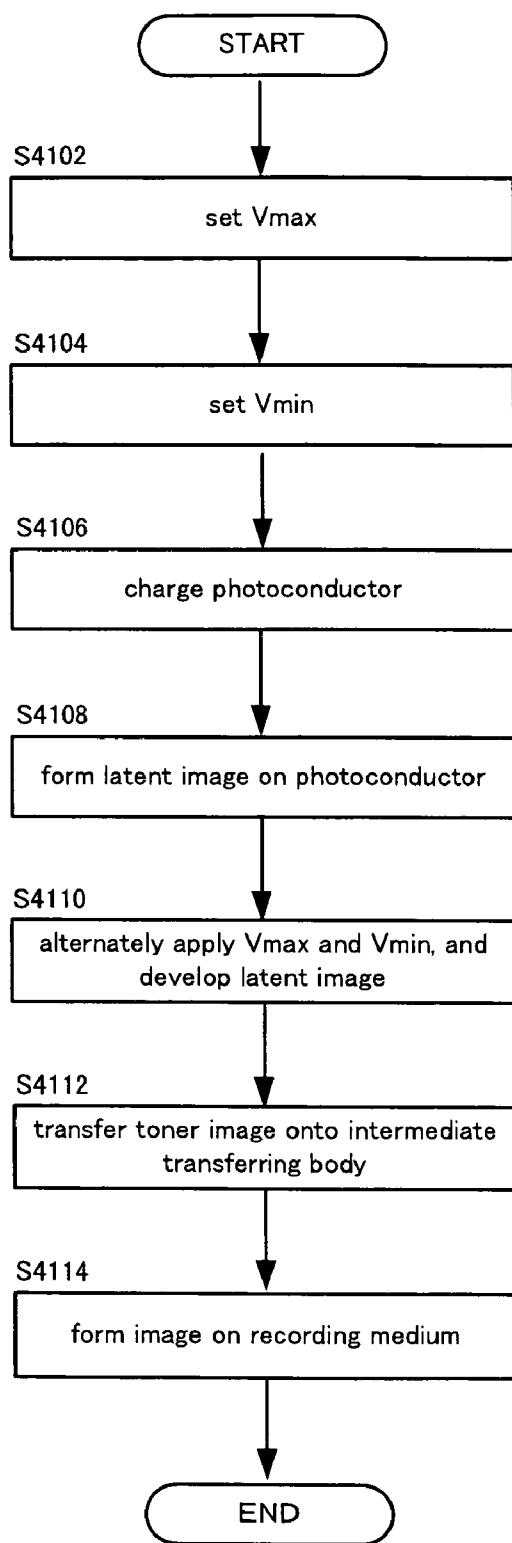 START
S4102
set Vmax
S4104
set Vmin
S4106
charge photoconductor
S4108
form latent image on photoconductor
S4110
alternately apply Vmax and Vmin, and
develop latent image
S4112
transfer toner image onto intermediate
transferring body
S4114
form image on recording medium
END